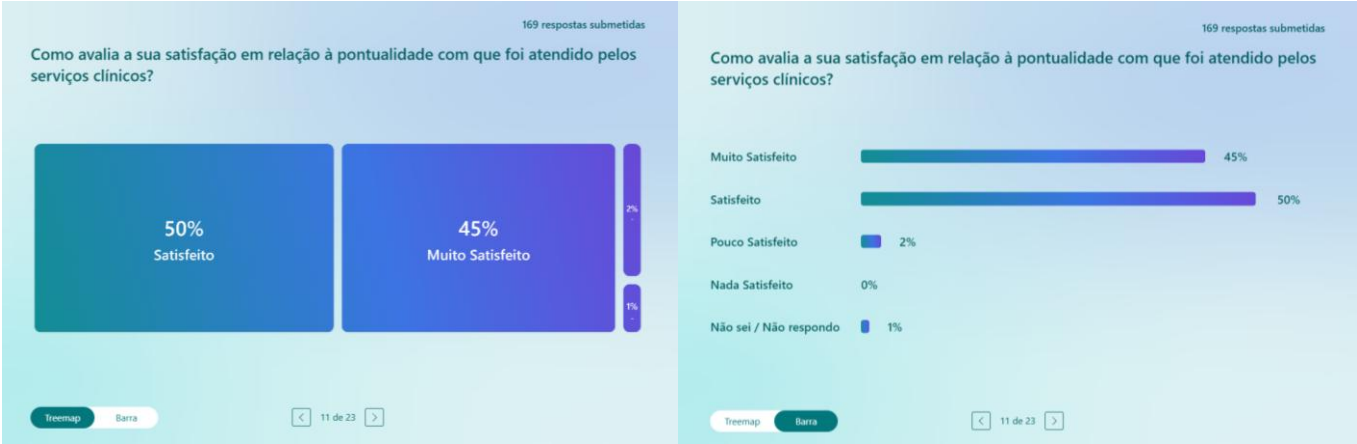 169 respostas submetidas
Como avalia a sua satisfação em relação à pontualidade com que foi atendido pelos
serviços clínicos?
50%
Satisfeito
45%
Muito Satisfeito
2%
1%
Treemap
Barra
11 de 23
169 respostas submetidas
Como avalia a sua satisfação em relação à pontualidade com que foi atendido pelos
serviços clínicos?
Muito Satisfeito 45%
Satisfeito 50%
Pouco Satisfeito 2%
Nada Satisfeito 0%
Não sei / Não respondo 1%
Treemap
Barra
11 de 23